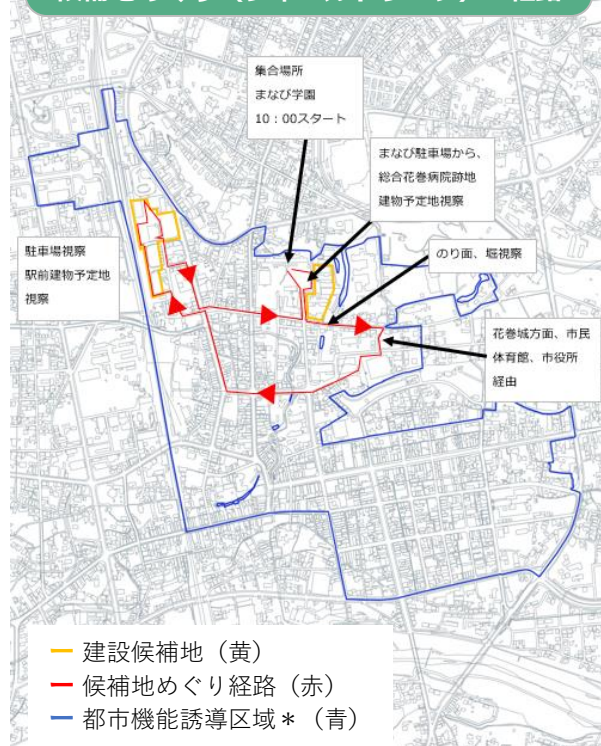 集合場所
まなび学園
10：00スタート
まなび駐車場から、
総合花巻病院跡地
建物予定地視察
のり面、堀視察
駐車場視察
駅前建物予定地
視察
花巻城方面、市民
体育館、市役所
経由
建設候補地（黄）
候補地めぐり経路（赤）
都市機能誘導区域＊（青）